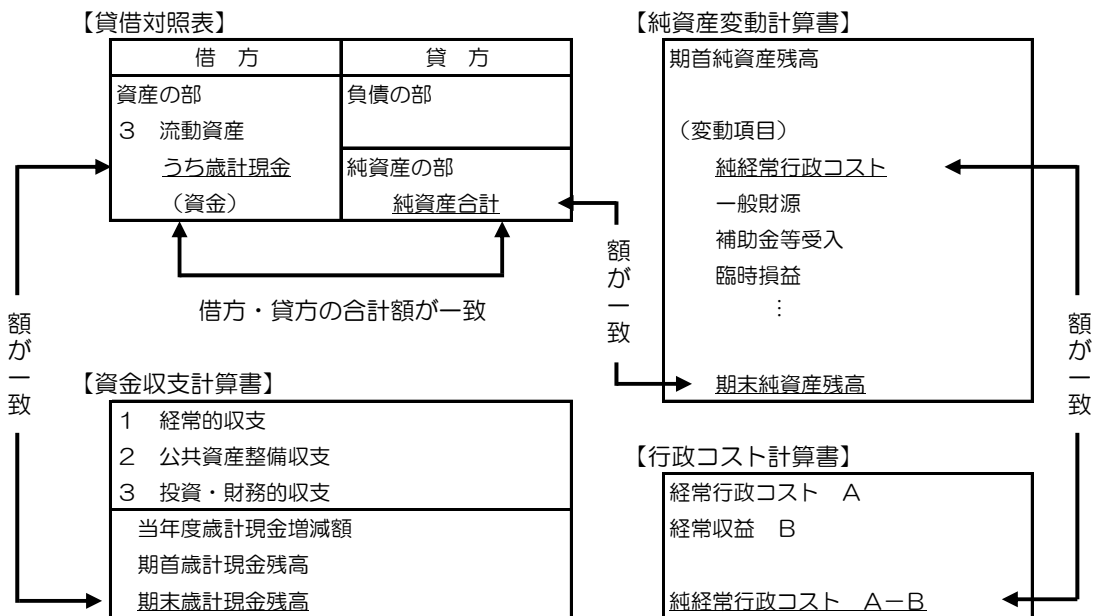 【貸借対照表】
借 方
貸 方
資産の部
3 流動資産
うち歳計現金
(資金)
負債の部
純資産の部
純資産合計
借方・貸方の合計額が一致
額が一致
額が一致
【純資産変動計算書】
期首純資産残高
(変動項目)
純経常行政コスト
一般財源
補助金等受入
臨時損益
⋮
期末純資産残高
額が一致
【資金収支計算書】
1 経常的収支
2 公共資産整備収支
3 投資・財務的収支
当年度歳計現金増減額
期首歳計現金残高
期末歳計現金残高
【行政コスト計算書】
経常行政コスト A
経常収益 B
純経常行政コスト A-B